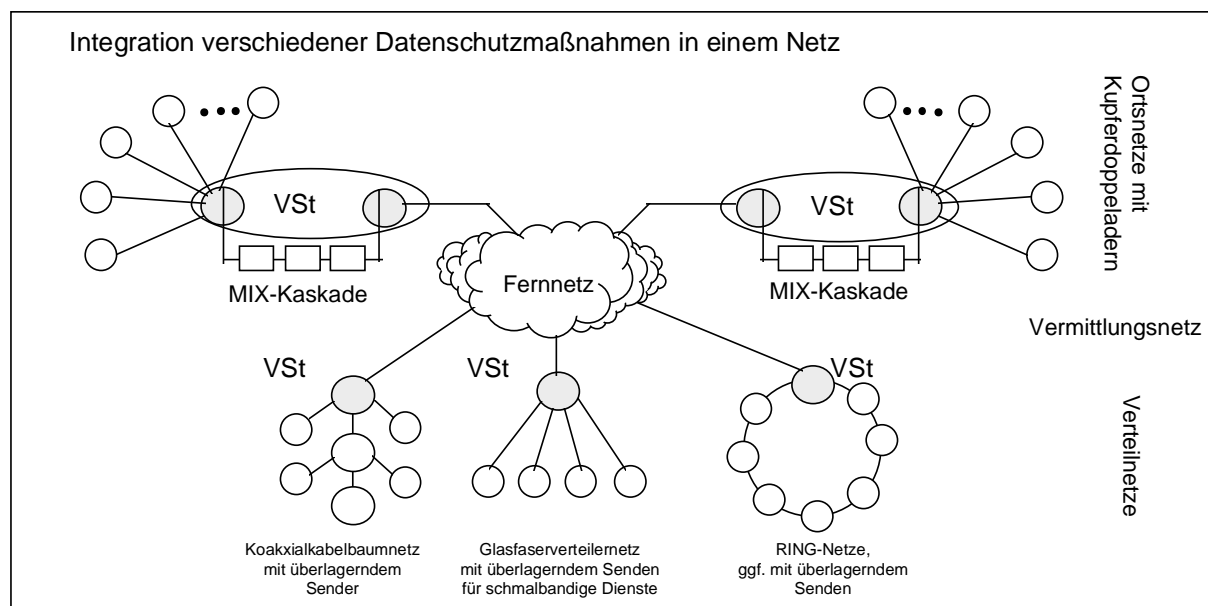 Integration verschiedener Datenschutzmaßnahmen in einem Netz
Ortsnetze mit
Kupferdoppeladern
VSt
VSt
MIX-Kaskade
MIX-Kaskade
Fernnetz
Vermittlungsnetz
VSt
VSt
VSt
Verteilnetze
Koakxialkabelbaumnetz
mit überlagerndem
Sender
Glasfaserverteilernetz
mit überlagerndem Senden
für schmalbandige Dienste
RING-Netze,
ggf. mit überlagerndem
Senden